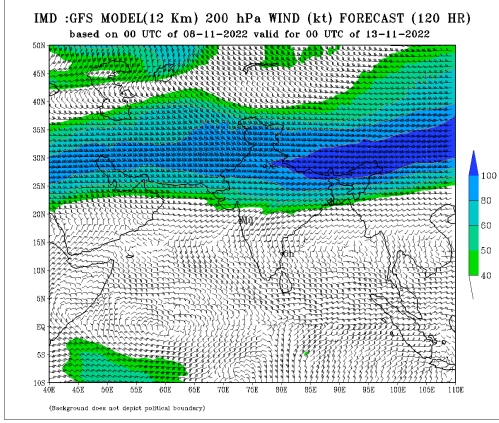 IMD :GFS MODEL(12 Km) 200 hPa WIND (kt) FORECAST (120 HR)
based on 00 UTC of 08-11-2022 valid for 00 UTC of 13-11-2022
50N
45N
40N
35N
30N
25N
20N
15N
10N
5N
EQ
5S
10S
40E 45E 50E 55E 60E 65E 70E 75E 80E 85E 90E 95E 100E 105E 110E
100
80
60
50
40
(Background does not depict political boundary)